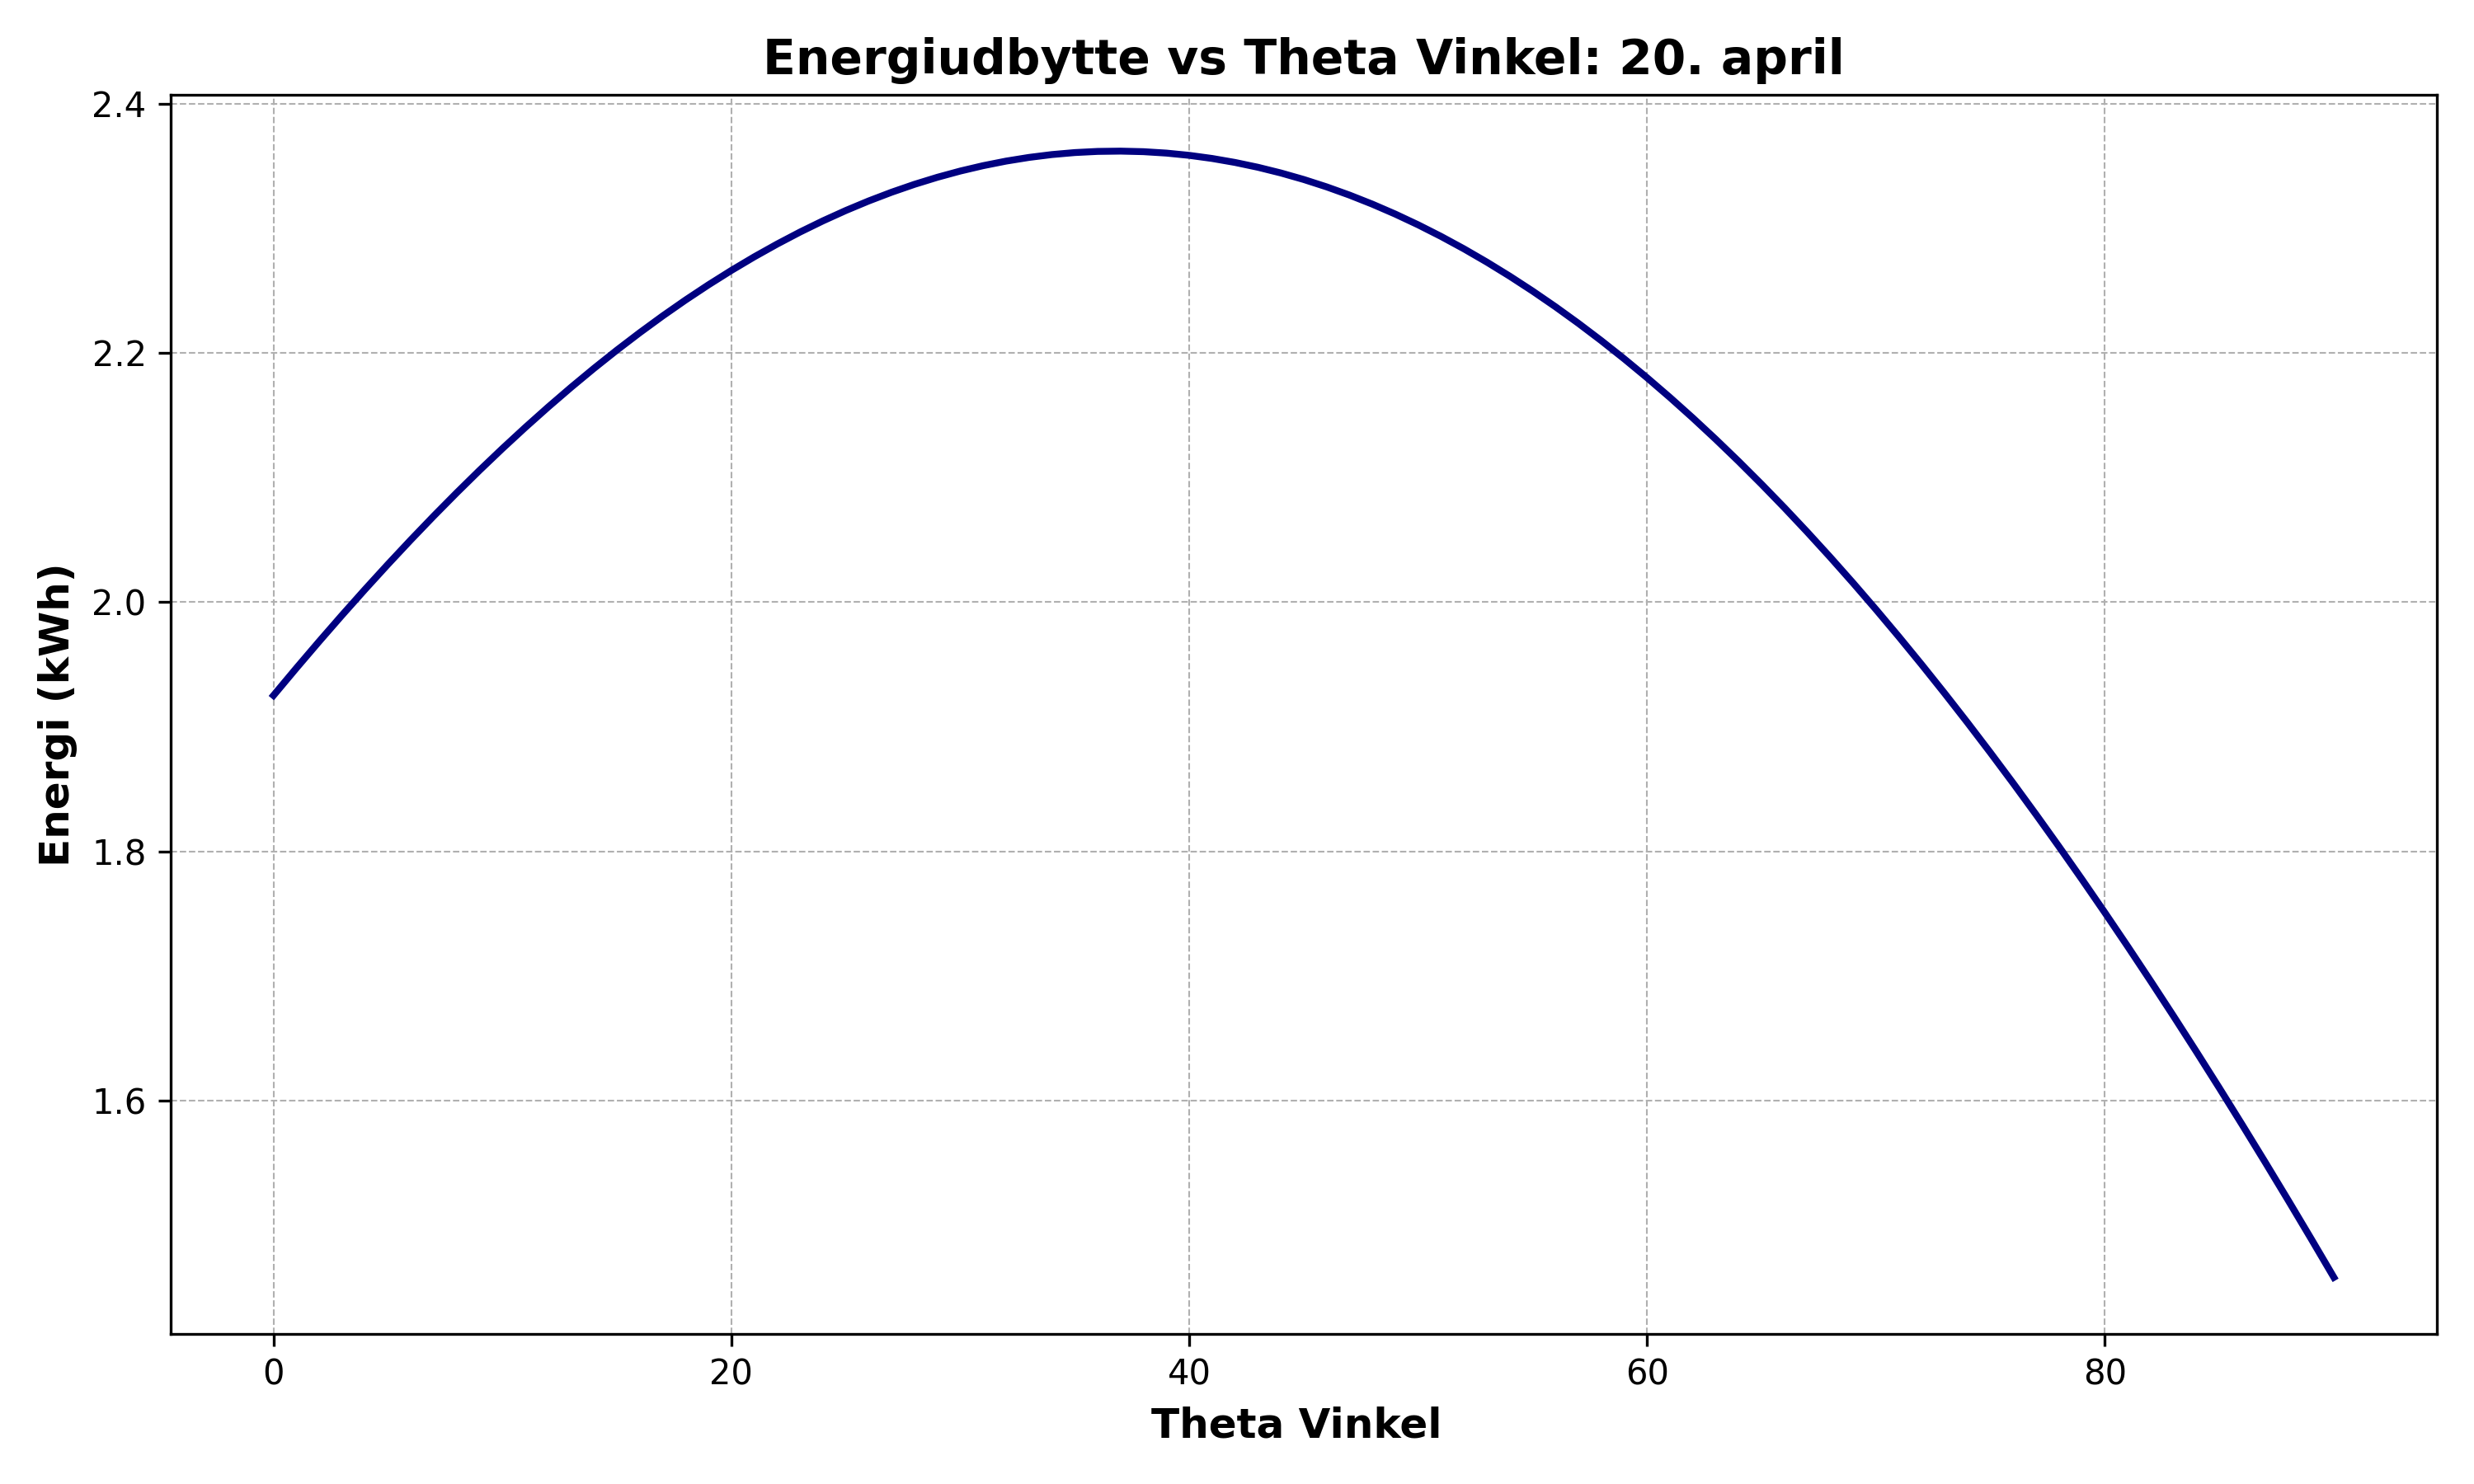 Energiudbytte vs Theta Vinkel: 20. april
2.4
2.2
2.0
1.8
1.6
Energi (kWh)
0 20 40 60 80
Theta Vinkel